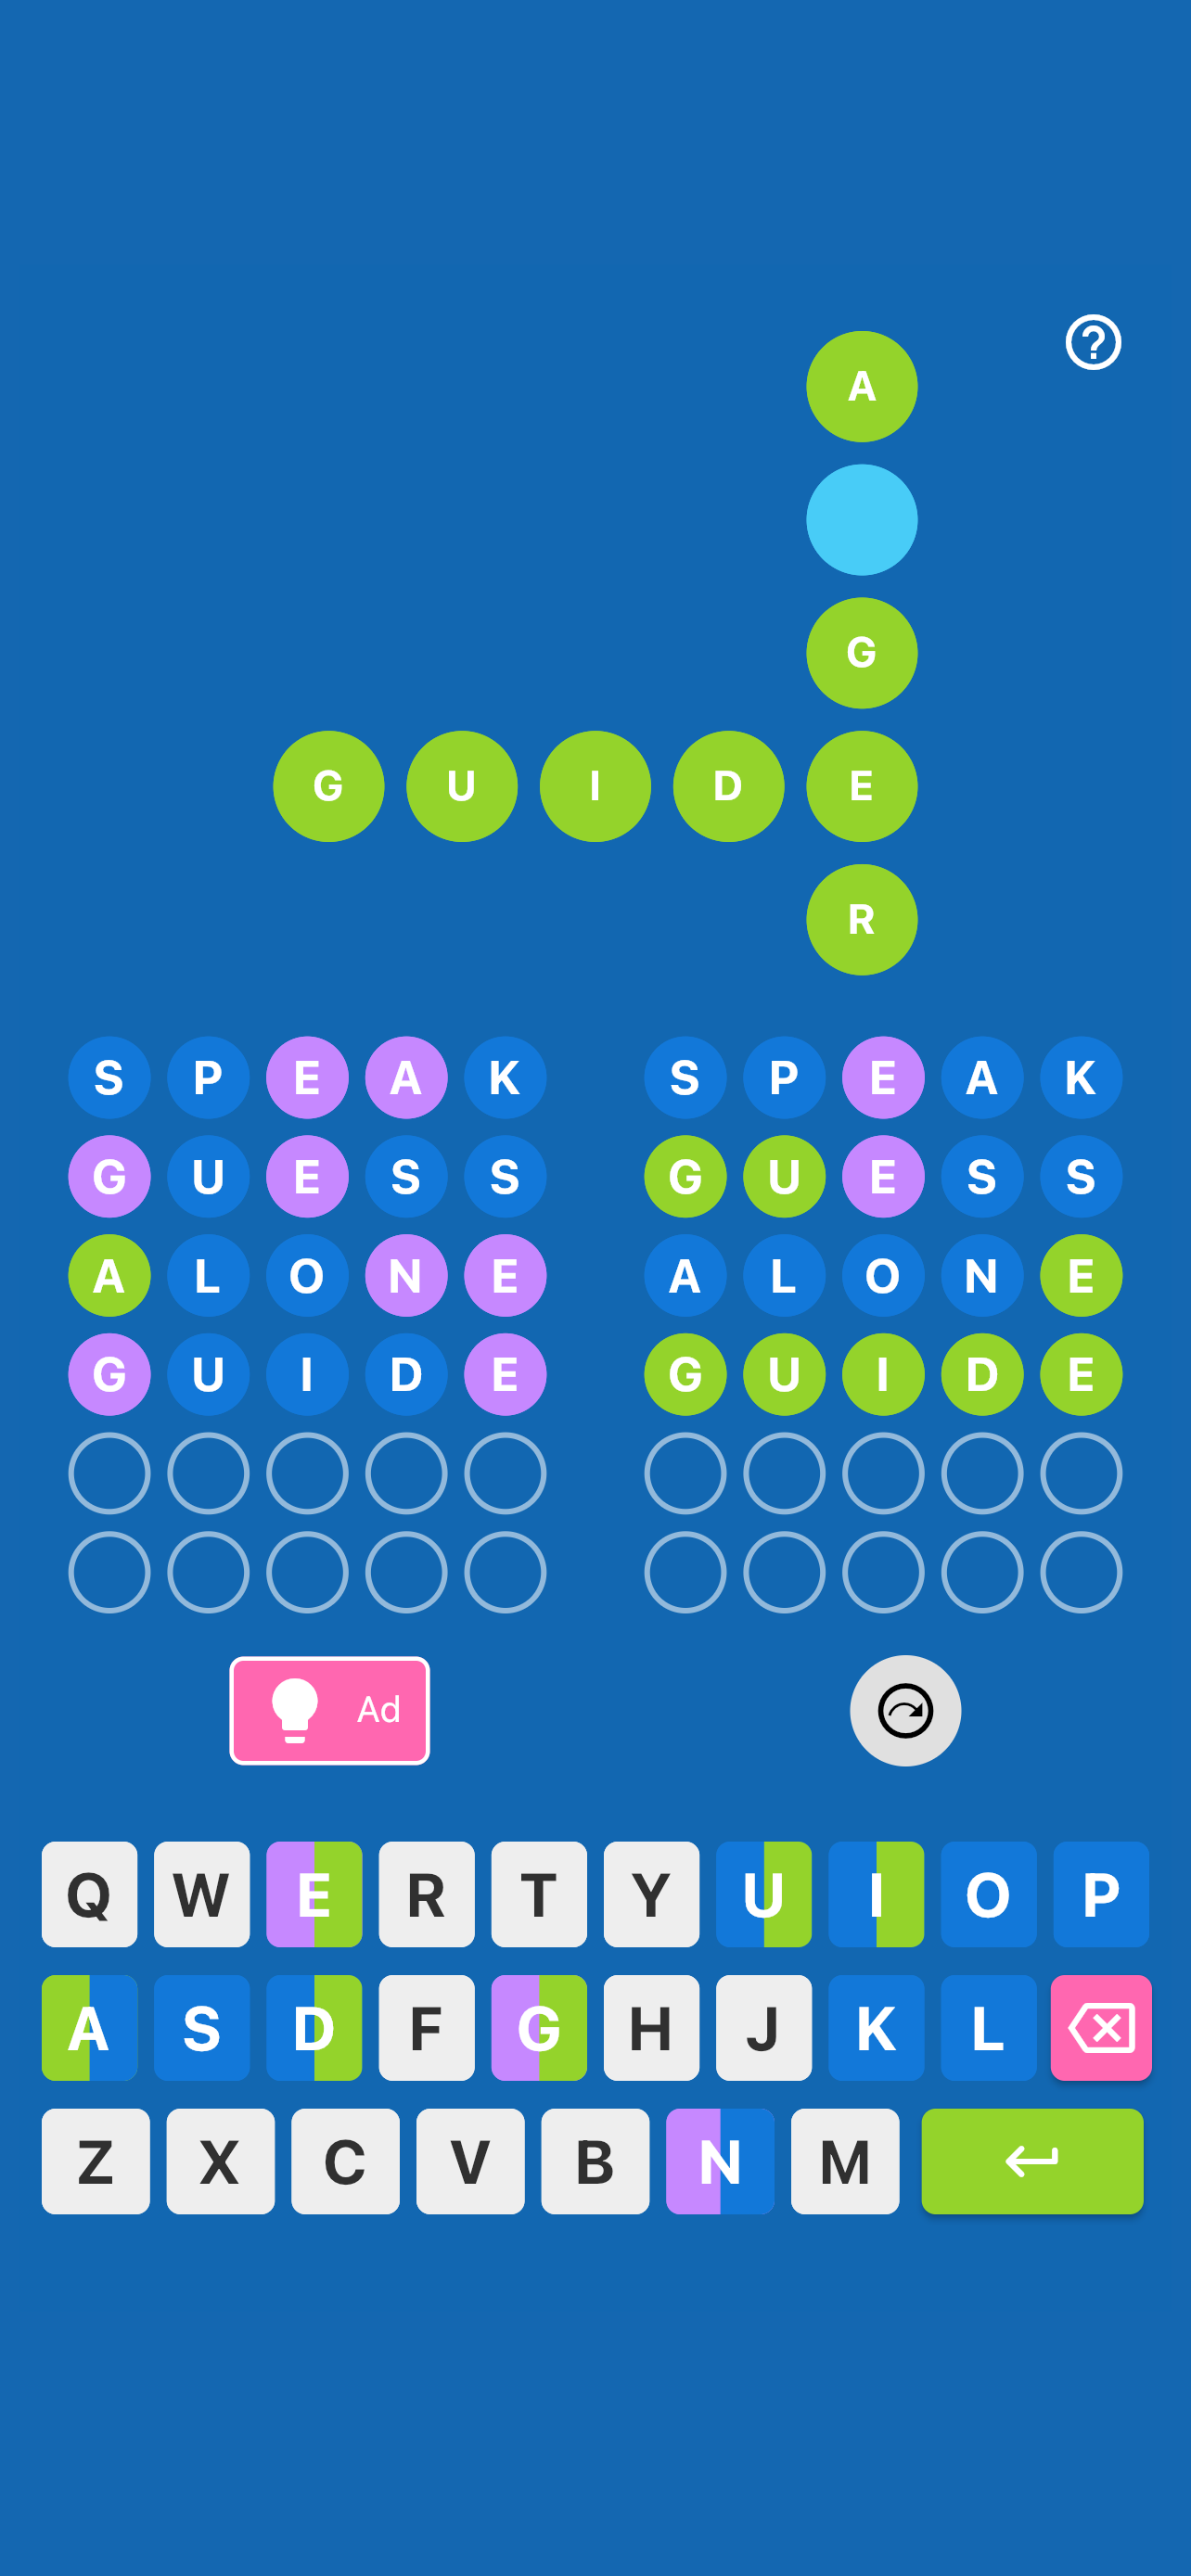 ?
A
G
G U I D E
R
S P E A K S P E A K
G U E S S G U E S S
A L O N E A L O N E
G U I D E G U I D E
Ad
Q W E R T Y U I O P
A S D F G H J K L
Z X C V B N M